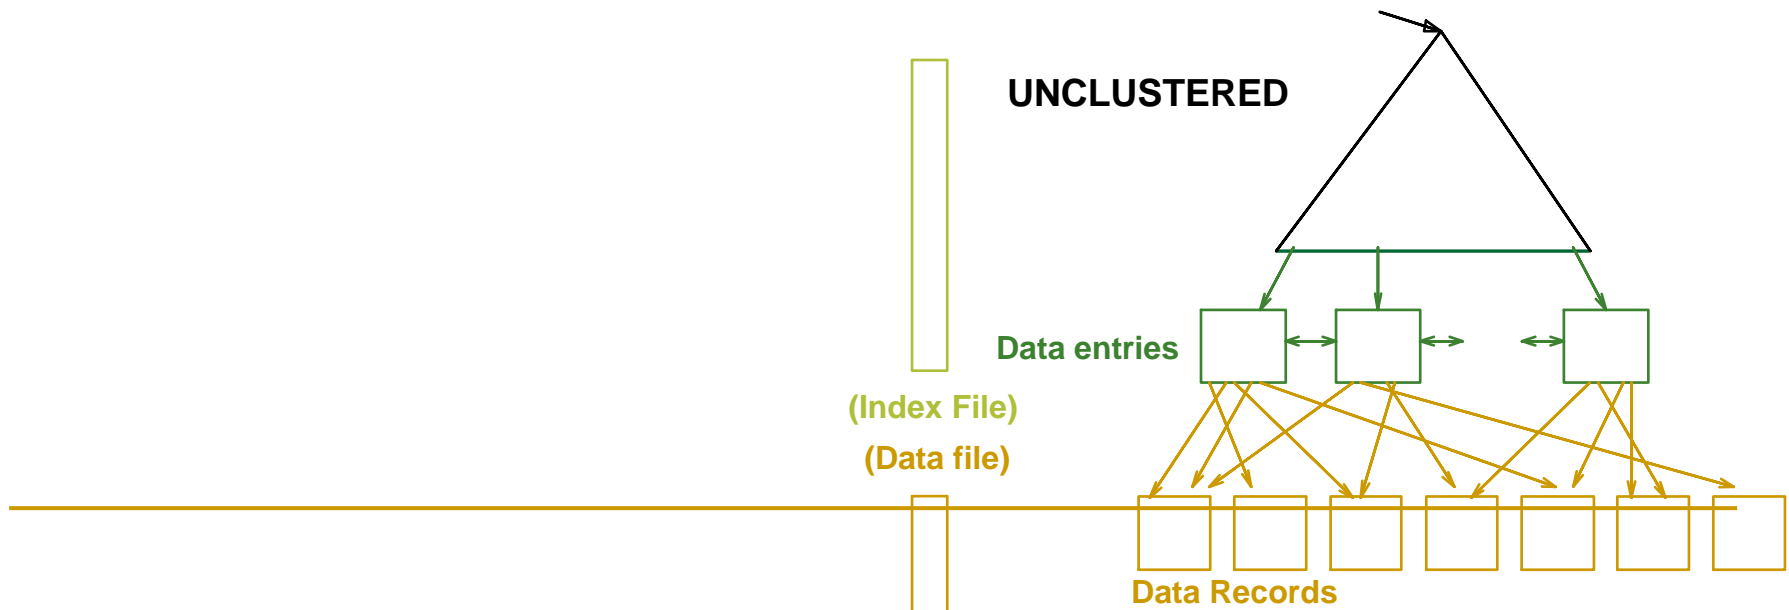 UNCLUSTERED
Data entries
(Index File)
(Data file)
Data Records